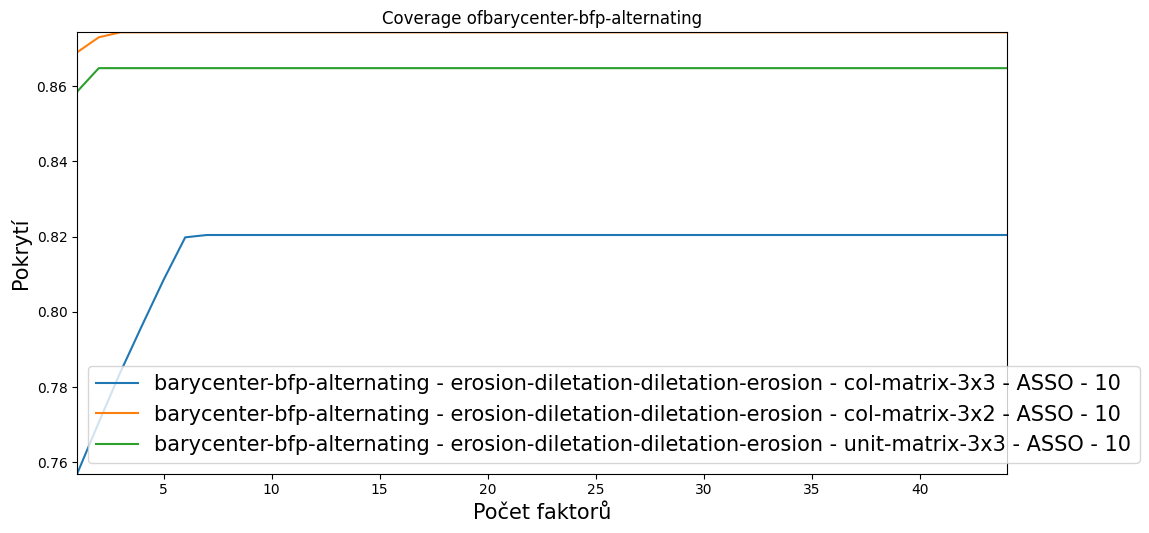 Coverage ofbarycenter-bfp-alternating
Pokrytí
0.86
0.84
0.82
0.80
0.78
0.76
barycenter-bfp-alternating - erosion-diletation-diletation-erosion - col-matrix-3x3 - ASSO - 10
barycenter-bfp-alternating - erosion-diletation-diletation-erosion - col-matrix-3x2 - ASSO - 10
barycenter-bfp-alternating - erosion-diletation-diletation-erosion - unit-matrix-3x3 - ASSO - 10
5 10 15 20 25 30 35 40
Počet faktorů